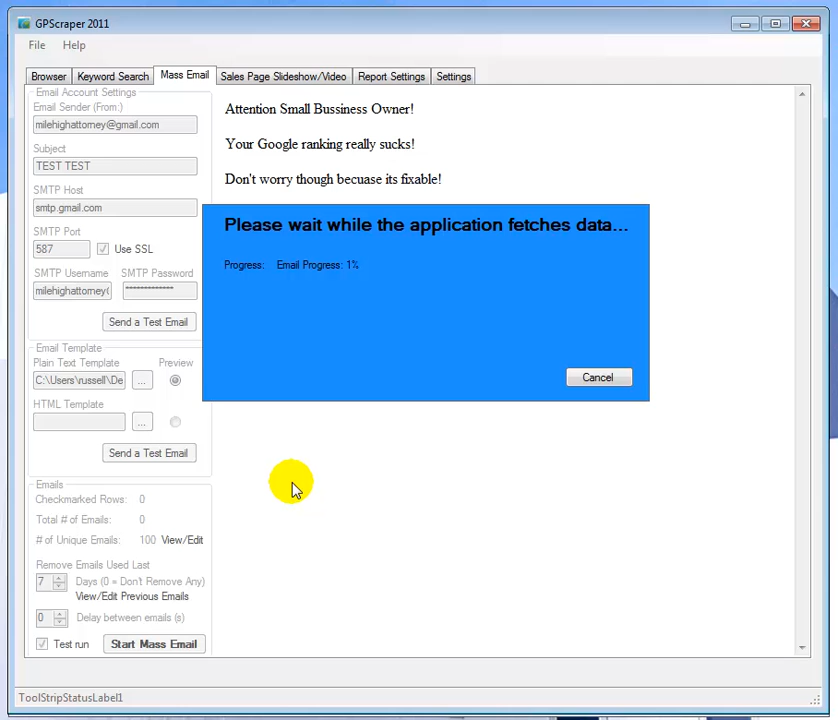 GPScraper 2011
File Help
Browser Keyword Search Mass Email Sales Page Slideshow/Video Report Settings Settings
Email Account Settings
Email Sender (From:)
milehighattorney@gmail.com
Subject
TEST TEST
SMTP Host
smtp.gmail.com
SMTP Port
587 Use SSL
SMTP Username SMTP Password
milehighattorney( *************
Send a Test Email
Email Template
Plain Text Template Preview
C:\Users\russell\De ...
HTML Template
...
Send a Test Email
Emails
Checkmarked Rows: 0
Total # of Emails: 0
# of Unique Emails: 100 View/Edit
Remove Emails Used Last
7 Days (0 = Don't Remove Any)
View/Edit Previous Emails
0 Delay between emails (s)
Test run Start Mass Email
Attention Small Bussiness Owner!
Your Google ranking really sucks!
Don't worry though becuase its fixable!
Please wait while the application fetches data...
Progress: Email Progress: 1%
Cancel
ToolStripStatusLabel1